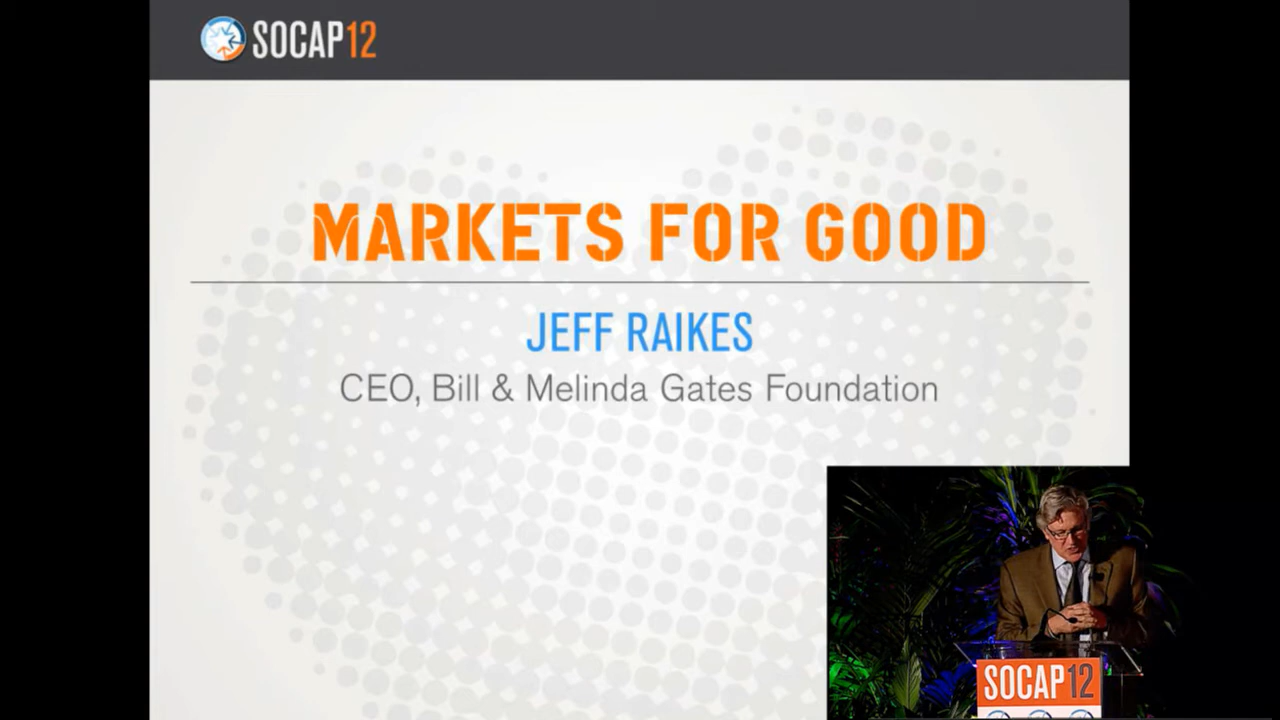 SOCAP12
MARKETS FOR GOOD
JEFF RAIKES
CEO, Bill & Melinda Gates Foundation
SOCAP12